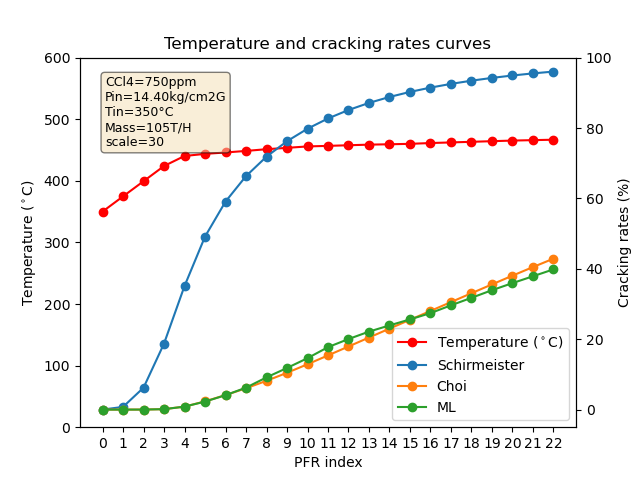 Temperature and cracking rates curves
600
500
400
300
200
100
0
Temperature (°C)
CCl4=750ppm
Pin=14.40kg/cm2G
Tin=350°C
Mass=105T/H
scale=30
100
80
60
40
20
0
Cracking rates (%)
Temperature (°C)
Schirmeister
Choi
ML
0 1 2 3 4 5 6 7 8 9 10 11 12 13 14 15 16 17 18 19 20 21 22
PFR index